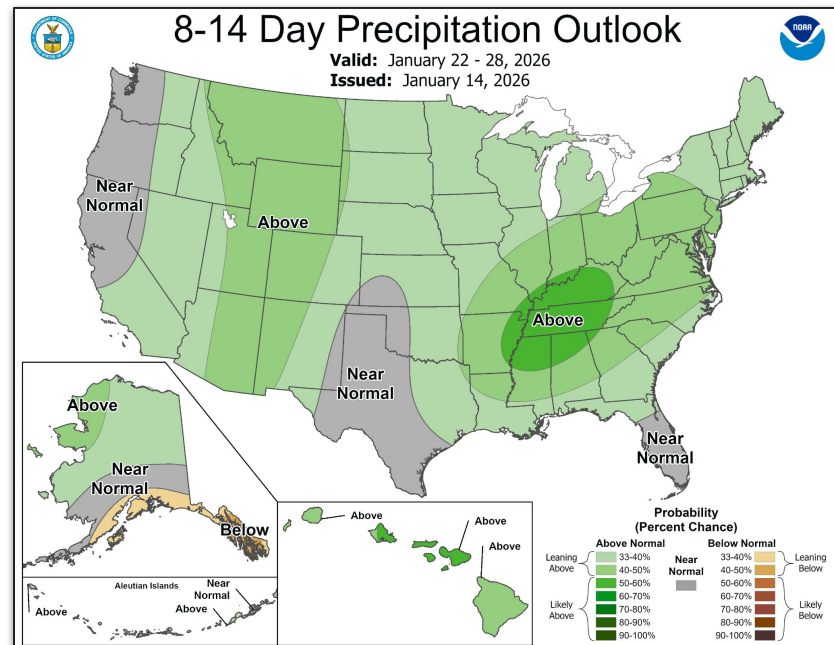 8-14 Day Precipitation Outlook
Valid: January 22 - 28, 2026
Issued: January 14, 2026
NOAA
Near
Normal
Above
Above
Near
Normal
Near
Normal
Above
Near
Normal
Below
Aleutian Islands
Near
Normal
Above
Above
Above
Above
Above
Probability
(Percent Chance)
Above Normal
Below Normal
Leaning
Above
33-40%
40-50%
50-60%
60-70%
70-80%
80-90%
90-100%
Likely
Above
Near
Normal
33-40%
40-50%
50-60%
60-70%
70-80%
80-90%
90-100%
Leaning
Below
Likely
Below